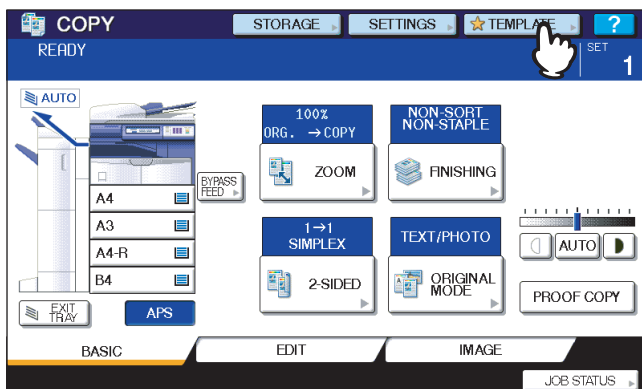 COPY
STORAGE
SETTINGS
TEMPLATE
?
READY
SET
1
AUTO
100%
ORG. →COPY
ZOOM
NON-SORT
NON-STAPLE
FINISHING
BYPASS
FEED
A4
A3
A4-R
B4
1→1
SIMPLEX
2-SIDED
TEXT/PHOTO
ORIGINAL
MODE
AUTO
PROOF COPY
EXIT
TRAY
APS
BASIC
EDIT
IMAGE
JOB STATUS